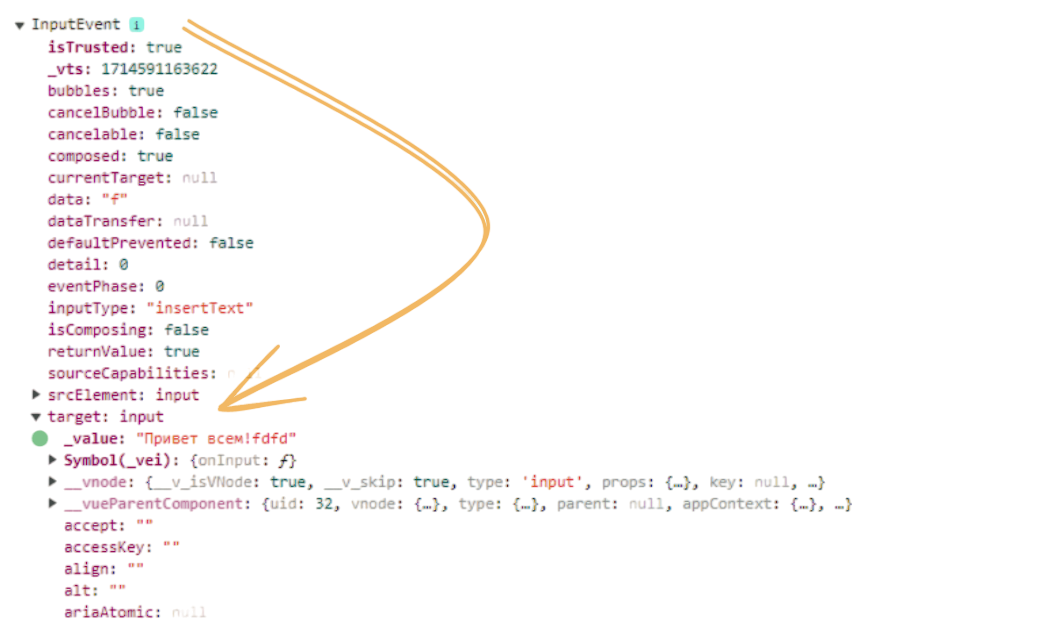 ▼ InputEvent i
isTrusted: true
_vts: 1714591163622
bubbles: true
cancelBubble: false
cancelable: false
composed: true
currentTarget: null
data: "f"
dataTransfer: null
defaultPrevented: false
detail: 0
eventPhase: 0
inputType: "insertText"
isComposing: false
returnValue: true
sourceCapabilities:
▶ srcElement: input
▼ target: input
_value: "Привет всем!fdfd"
▶ Symbol(_vei): {onInput: ƒ}
▶ __vnode: {__v_isVNode: true, __v_skip: true, type: 'input', props: {…}, key: null, …}
▶ __vueParentComponent: {uid: 32, vnode: {…}, type: {…}, parent: null, appContext: {…}, …}
accept: ""
accessKey: ""
align: ""
alt: ""
ariaAtomic: null